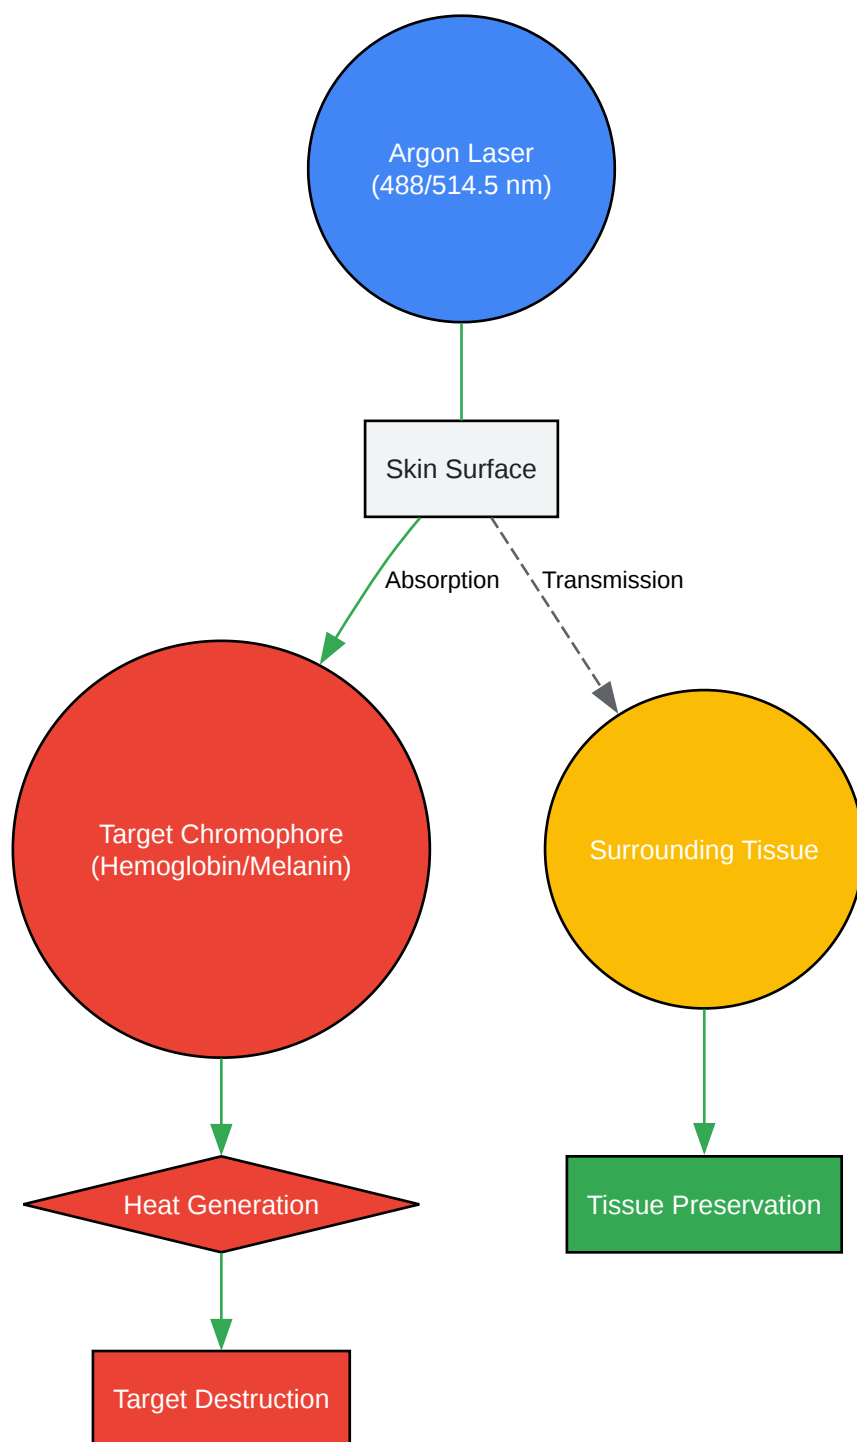 Argon Laser
(488/514.5 nm)
Skin Surface
Absorption
Transmission
Target Chromophore
(Hemoglobin/Melanin)
Surrounding Tissue
Heat Generation
Tissue Preservation
Target Destruction